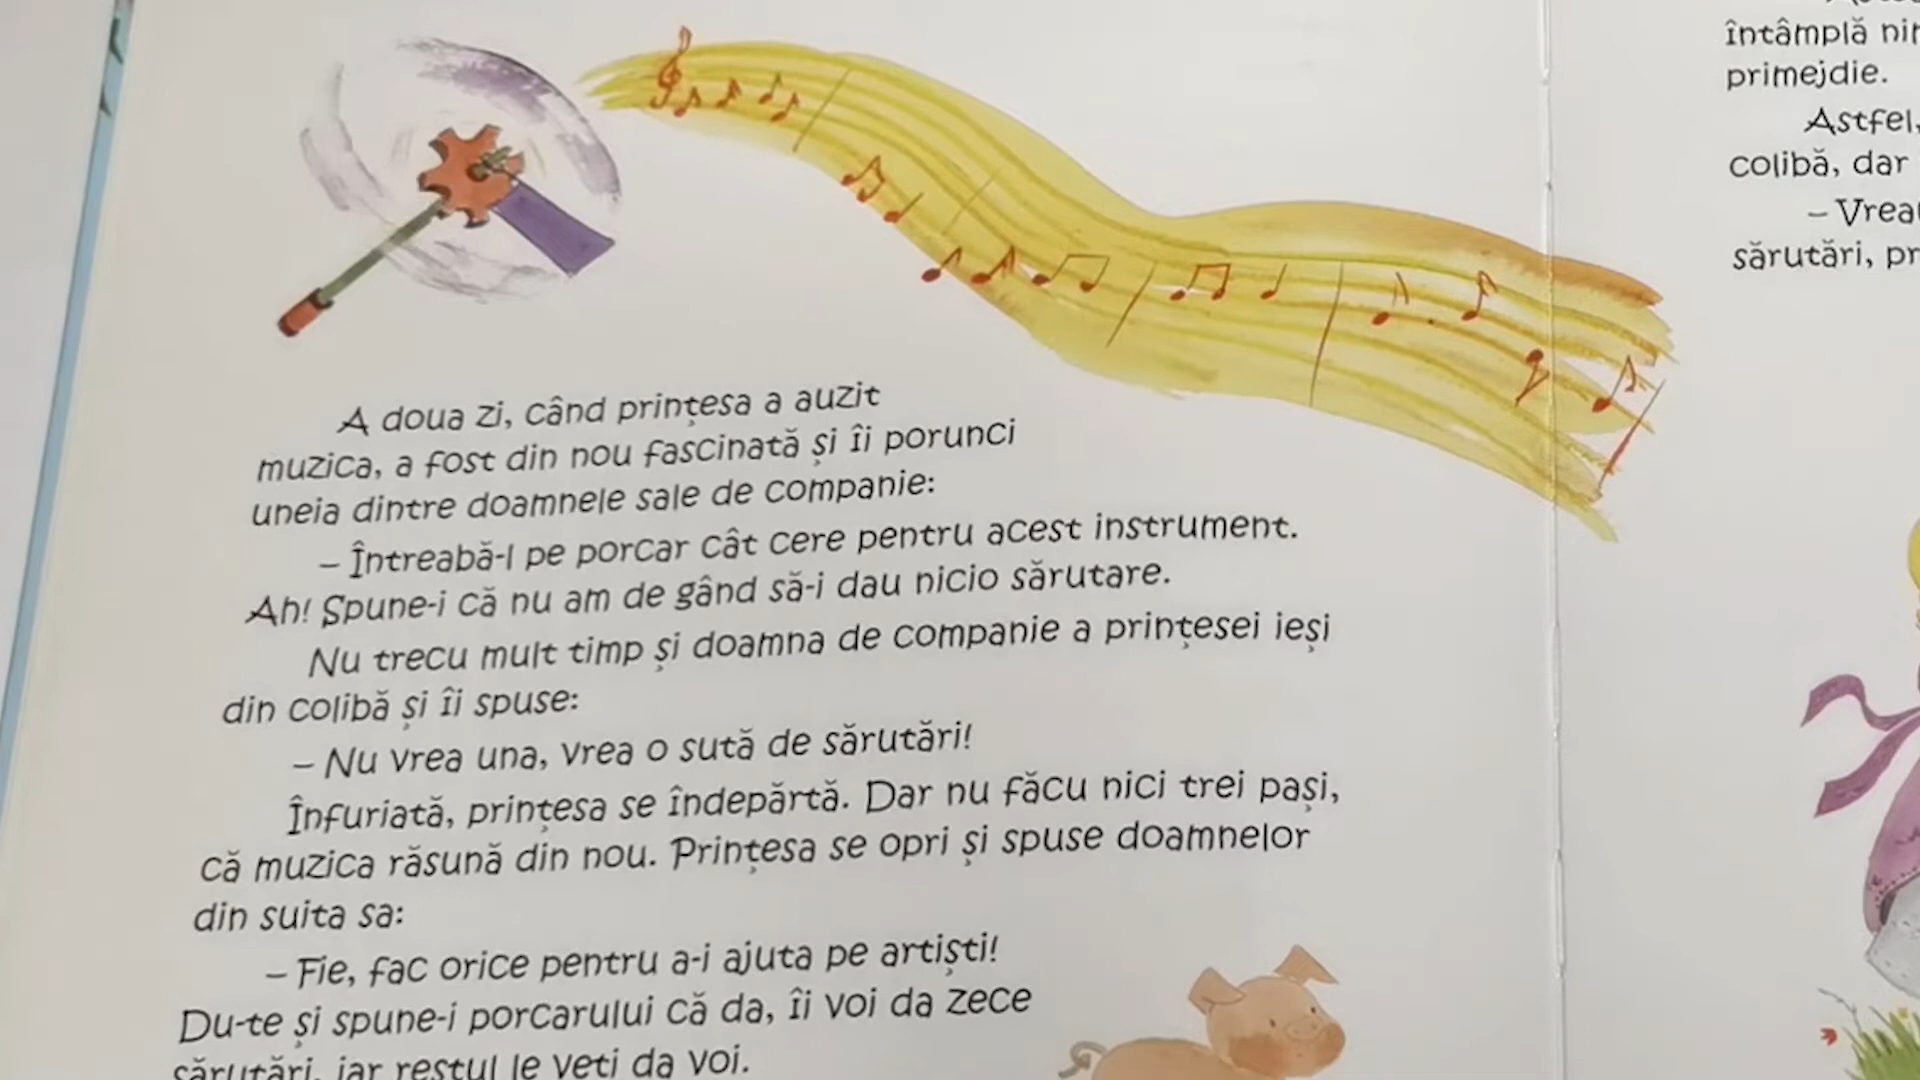 A doua zi, când prințesa a auzit
muzica, a fost din nou fascinată și îi porunci
uneia dintre doamnele sale de companie:
– Întreabă-l pe porcar cât cere pentru acest instrument.
Ah! Spune-i că nu am de gând să-i dau nicio sărutare.
Nu trecu mult timp și doamna de companie a prințesei ieși
din colibă și îi spuse:
– Nu vrea una, vrea o sută de sărutări!
Înfuriată, prințesa se îndepărtă. Dar nu făcu nici trei pași,
că muzica răsună din nou. Prințesa se opri și spuse doamnelor
din suita sa:
– Fie, fac orice pentru a-i ajuta pe artiști!
Du-te și spune-i porcarului că da, îi voi da zece
sărutări, iar restul le veți da voi.
întâmplă
primejdie.
Astfel,
colibă, dar
sărutări,